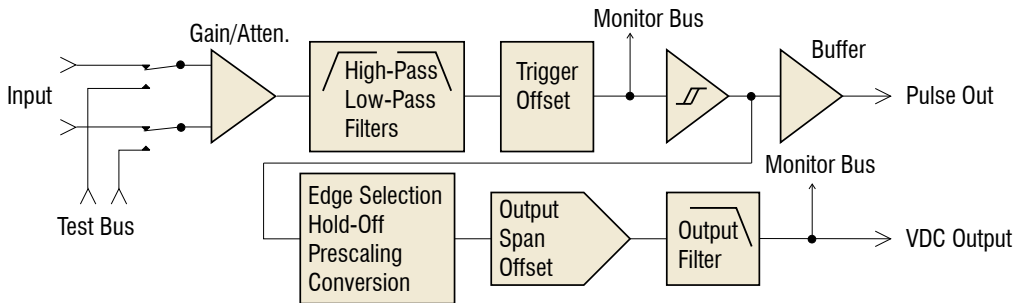 Monitor Bus
Gain/Atten.
Buffer
Input
High-Pass
Low-Pass
Filters
Trigger
Offset
Pulse Out
Monitor Bus
Test Bus
Edge Selection
Hold-Off
Prescaling
Conversion
Output
Span
Offset
Output
Filter
VDC Output